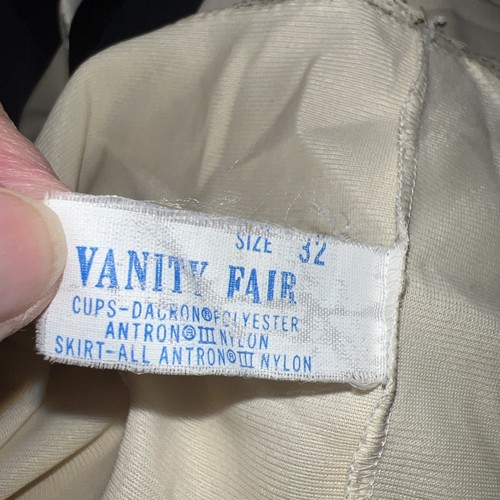 SIZE 32
VANITY FAIR
CUPS-DACRON® POLYESTER
ANTRON® III NYLON
SKIRT-ALL ANTRON® III NYLON